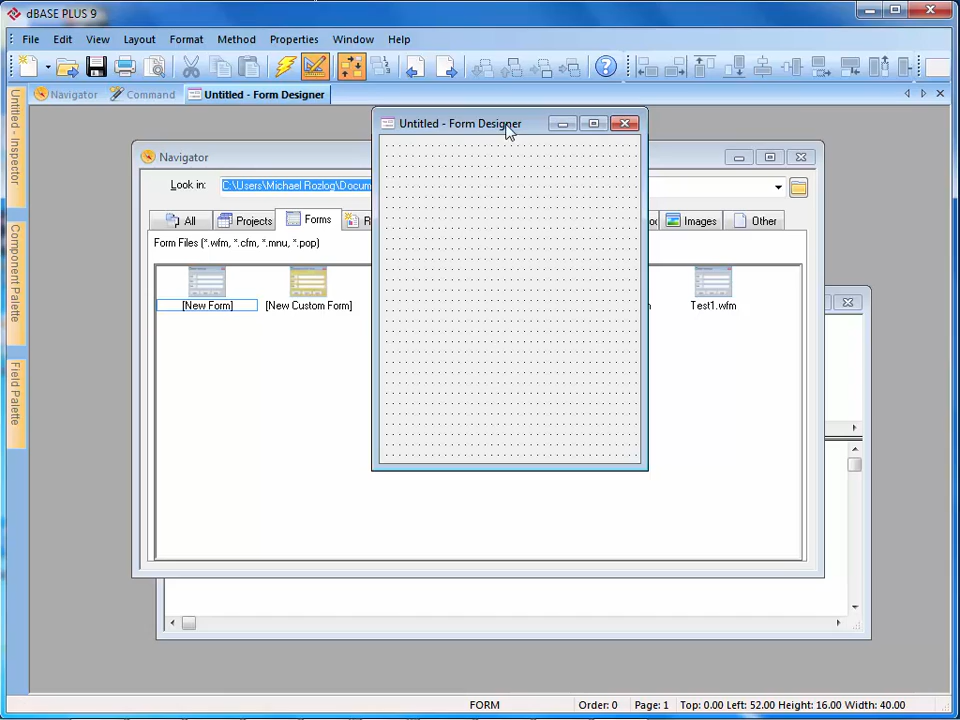 dBASE PLUS 9
File Edit View Layout Format Method Properties Window Help
Navigator Command Untitled - Form Designer
Untitled - Inspector
Component Palette
Field Palette
Untitled - Form Designer
Navigator
Look in: C:\Users\Michael Rozlog\Docum
All Projects Forms R Images Other
Form Files (*.wfm, *.cfm, *.mnu, *.pop)
[New Form] [New Custom Form] Test1.wfm
FORM Order: 0 Page: 1 Top: 0.00 Left: 52.00 Height: 16.00 Width: 40.00